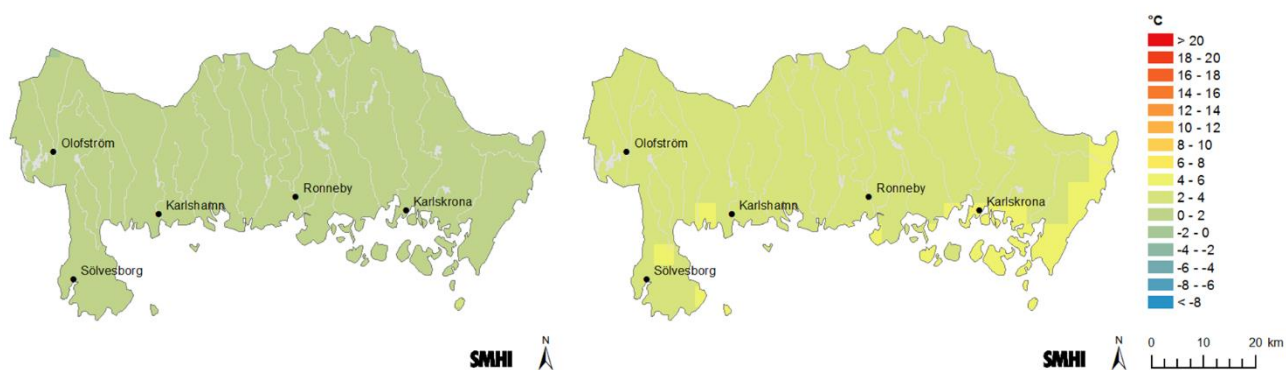 Olofström
Karlshamn
Ronneby
Karlskrona
Sölvesborg
SMHI
N
Olofström
Karlshamn
Ronneby
Karlskrona
Sölvesborg
SMHI
N
°C
> 20
18 - 20
16 - 18
14 - 16
12 - 14
10 - 12
8 - 10
6 - 8
4 - 6
2 - 4
0 - 2
-2 - 0
-4 - -2
-6 - -4
-8 - -6
< -8
0 10 20 km